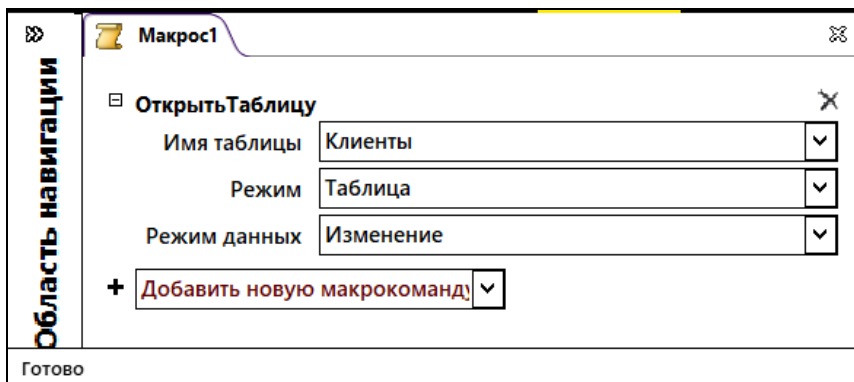 Макрос1
Область навигации
ОткрытьТаблицу
Имя таблицы Клиенты
Режим Таблица
Режим данных Изменение
Добавить новую макрокоманду
Готово